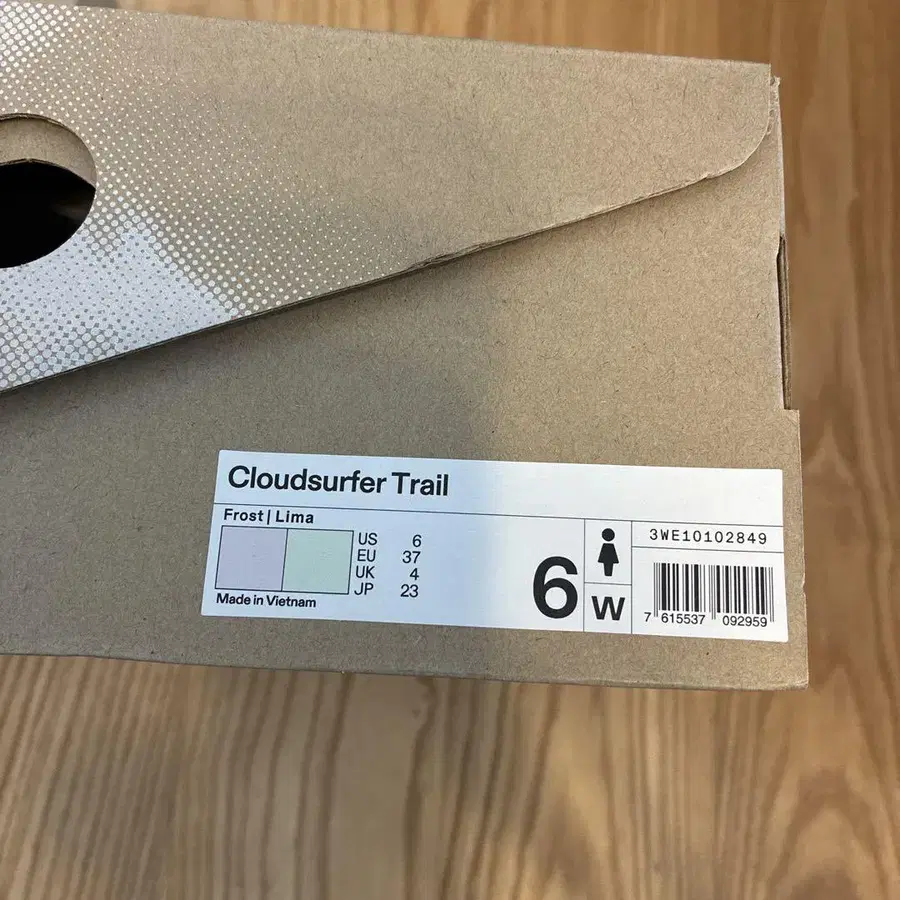 Cloudsurfer Trail
Frost | Lima
US 6
EU 37
UK 4
JP 23
Made in Vietnam
6
W
3WE10102849
7 615537 092959